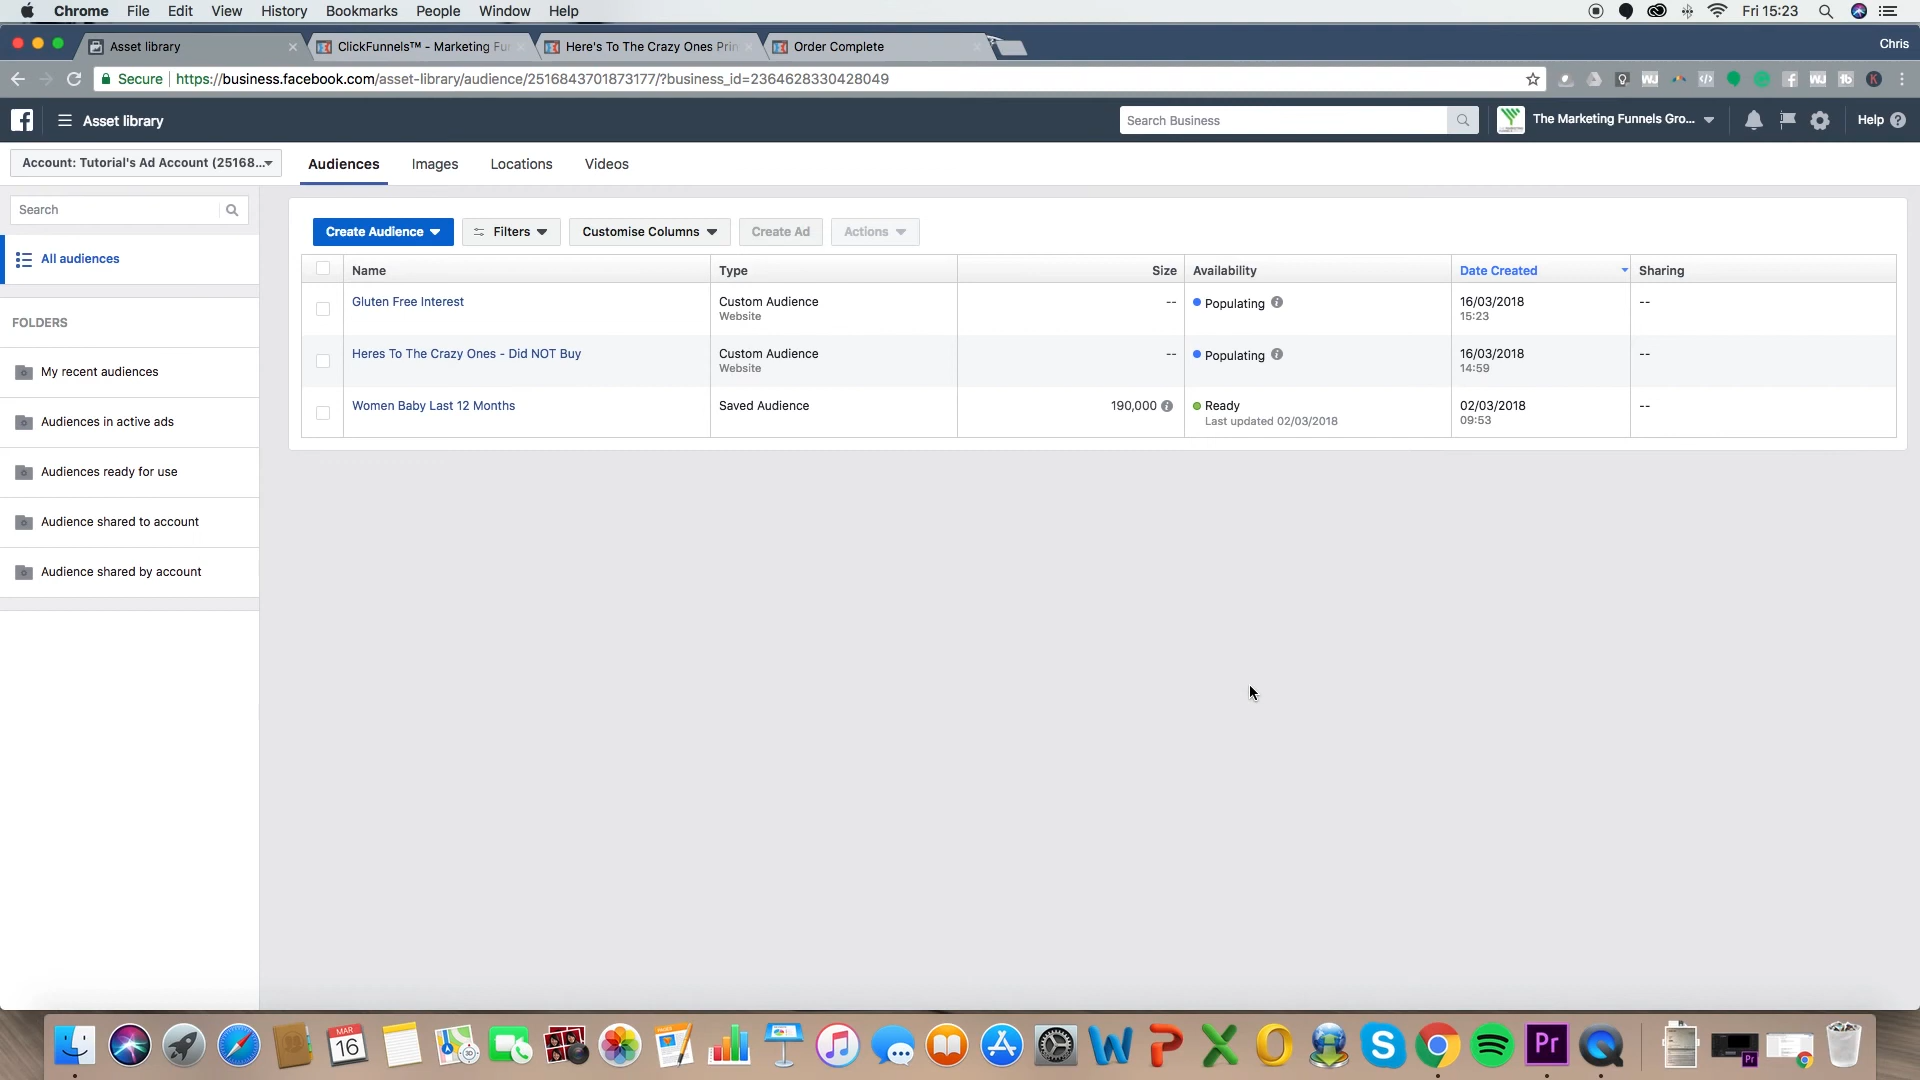 Chrome File Edit View History Bookmarks People Window Help Fri 15:23
Asset library ClickFunnels™ - Marketing Fu Here's To The Crazy Ones Prin Order Complete Chris
Secure https://business.facebook.com/asset-library/audience/2516843701873177/?business_id=2364628330428049
Asset library Search Business The Marketing Funnels Gro... Help
Account: Tutorial's Ad Account (25168... Audiences Images Locations Videos
Search
All audiences
FOLDERS
My recent audiences
Audiences in active ads
Audiences ready for use
Audience shared to account
Audience shared by account
Create Audience Filters Customise Columns Create Ad Actions
Name Type Size Availability Date Created Sharing
Gluten Free Interest Custom Audience -- Populating 16/03/2018 --
Website 15:23
Heres To The Crazy Ones - Did NOT Buy Custom Audience -- Populating 16/03/2018 --
Website 14:59
Women Baby Last 12 Months Saved Audience 190,000 Ready 02/03/2018 --
Last updated 02/03/2018 09:53
MAR
16
PAGES
3D
Pr